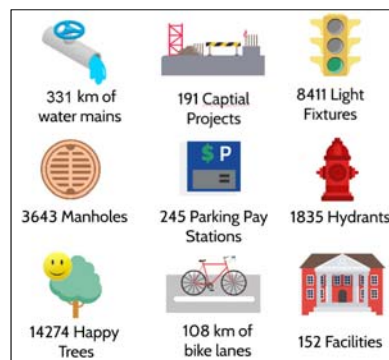 331 km of
water mains
191 Captial
Projects
8411 Light
Fixtures
$ P
3643 Manholes
245 Parking Pay
Stations
1835 Hydrants
14274 Happy
Trees
108 km of
bike lanes
152 Facilities